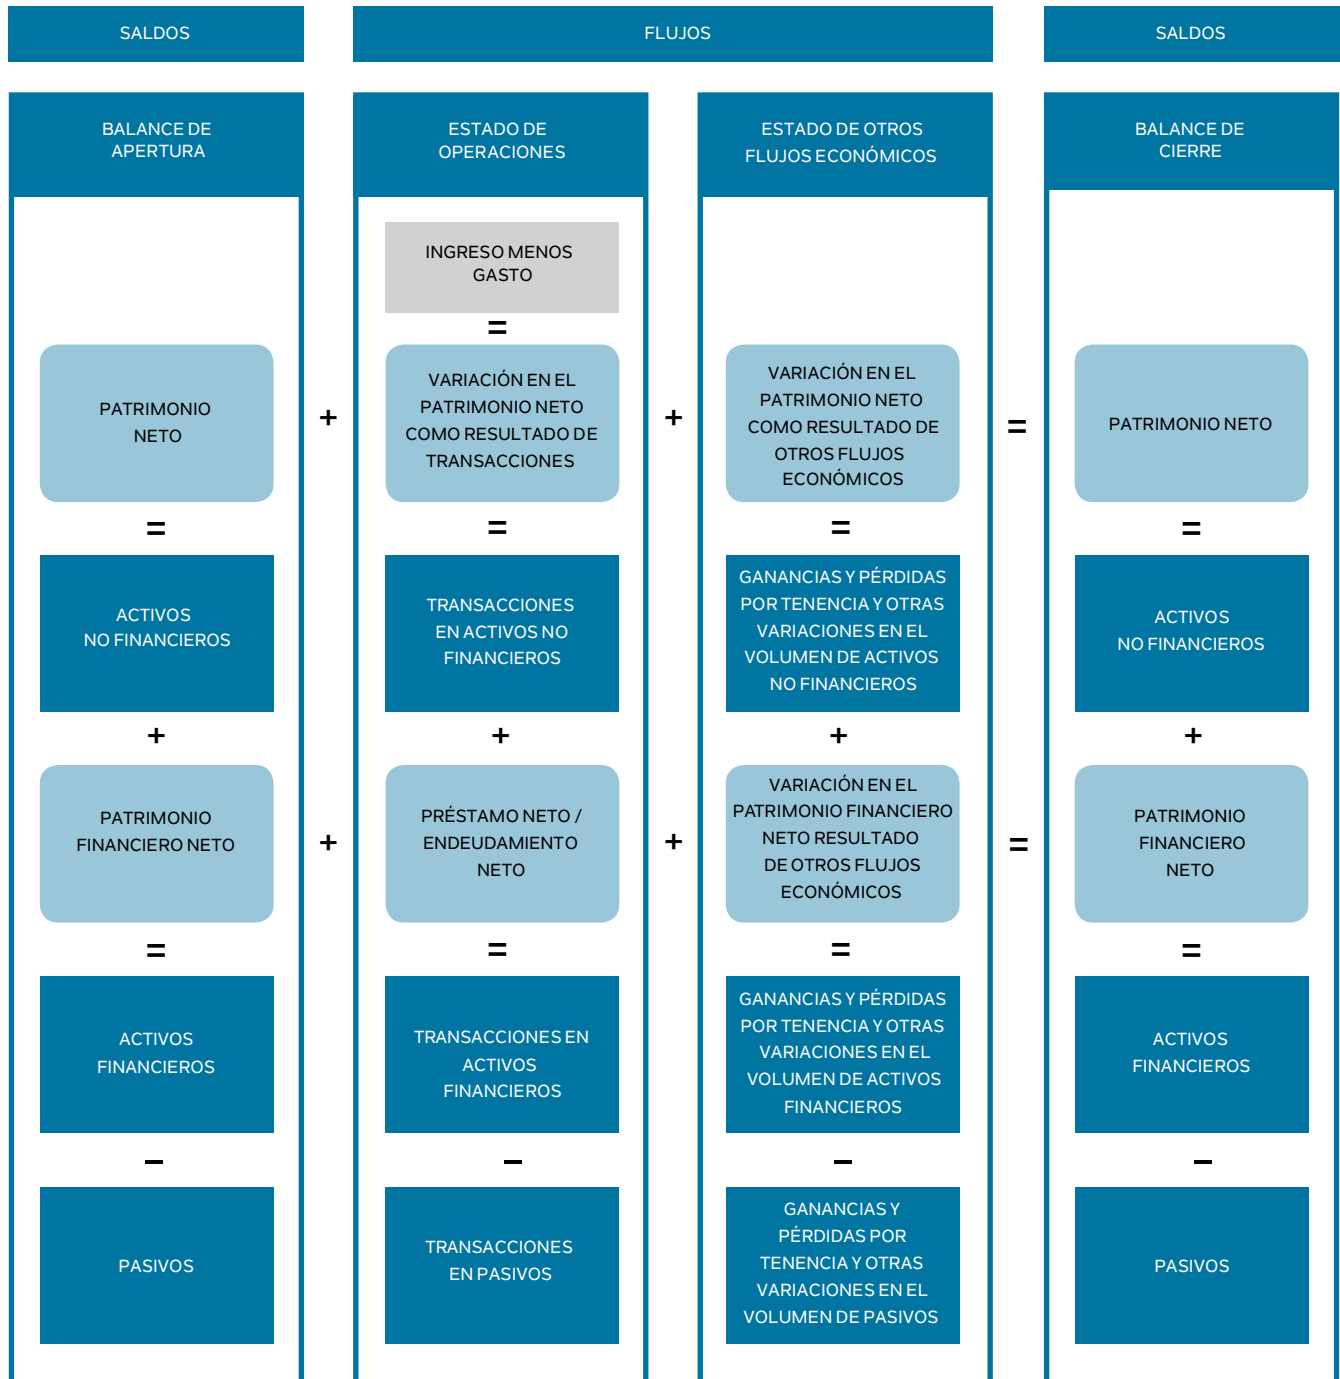 SALDOS
FLUJOS
SALDOS
BALANCE DE
APERTURA
ESTADO DE
OPERACIONES
ESTADO DE OTROS
FLUJOS ECONÓMICOS
BALANCE DE
CIERRE
INGRESO MENOS
GASTO
=
PATRIMONIO
NETO
+
VARIACIÓN EN EL
PATRIMONIO NETO
COMO RESULTADO DE
TRANSACCIONES
+
VARIACIÓN EN EL
PATRIMONIO NETO
COMO RESULTADO DE
OTROS FLUJOS
ECONÓMICOS
=
PATRIMONIO NETO
=
=
=
=
ACTIVOS
NO FINANCIEROS
TRANSACCIONES
EN ACTIVOS NO
FINANCIEROS
GANANCIAS Y PÉRDIDAS
POR TENENCIA Y OTRAS
VARIACIONES EN EL
VOLUMEN DE ACTIVOS
NO FINANCIEROS
ACTIVOS
NO FINANCIEROS
+
+
+
+
PATRIMONIO
FINANCIERO NETO
+
PRÉSTAMO NETO /
ENDEUDAMIENTO
NETO
+
VARIACIÓN EN EL
PATRIMONIO FINANCIERO
NETO RESULTADO
DE OTROS FLUJOS
ECONÓMICOS
=
PATRIMONIO
FINANCIERO
NETO
=
=
=
=
ACTIVOS
FINANCIEROS
TRANSACCIONES EN
ACTIVOS
FINANCIEROS
GANANCIAS Y PÉRDIDAS
POR TENENCIA Y OTRAS
VARIACIONES EN EL
VOLUMEN DE ACTIVOS
FINANCIEROS
ACTIVOS
FINANCIEROS
–
–
–
–
PASIVOS
TRANSACCIONES
EN PASIVOS
GANANCIAS Y
PÉRDIDAS POR
TENENCIA Y OTRAS
VARIACIONES EN EL
VOLUMEN DE PASIVOS
PASIVOS